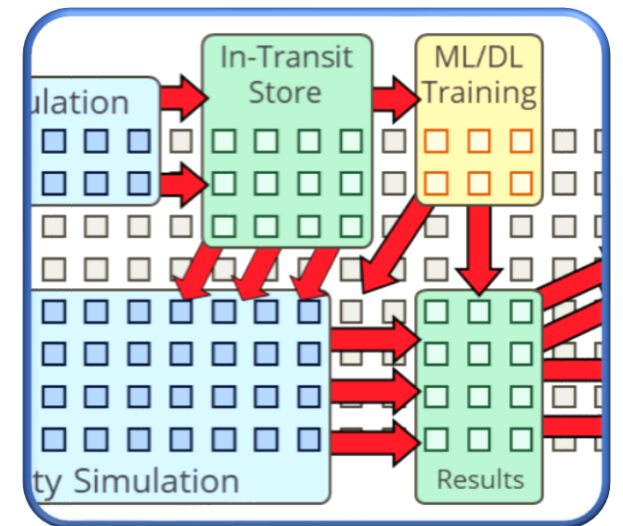 In-Transit
Store
ML/DL
Training
ulation
ty Simulation
Results